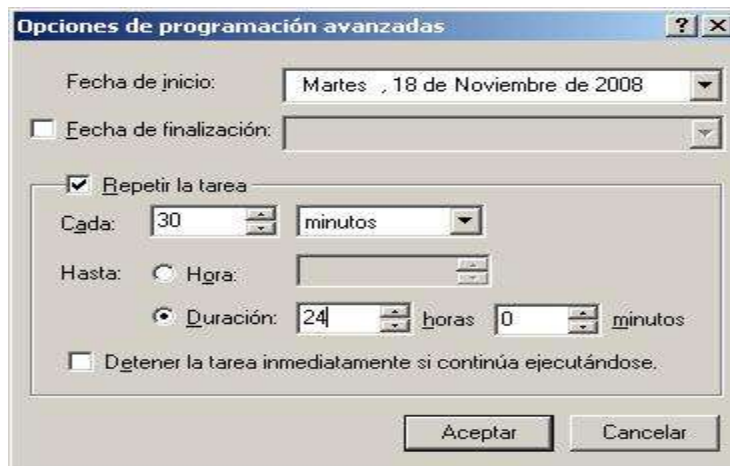 Opciones de programación avanzadas
Fecha de inicio: Martes , 18 de Noviembre de 2008
Fecha de finalización:
Repetir la tarea
Cada: 30 minutos
Hasta: Hora:
Duración: 24 horas 0 minutos
Detener la tarea inmediatamente si continúa ejecutándose.
Aceptar Cancelar